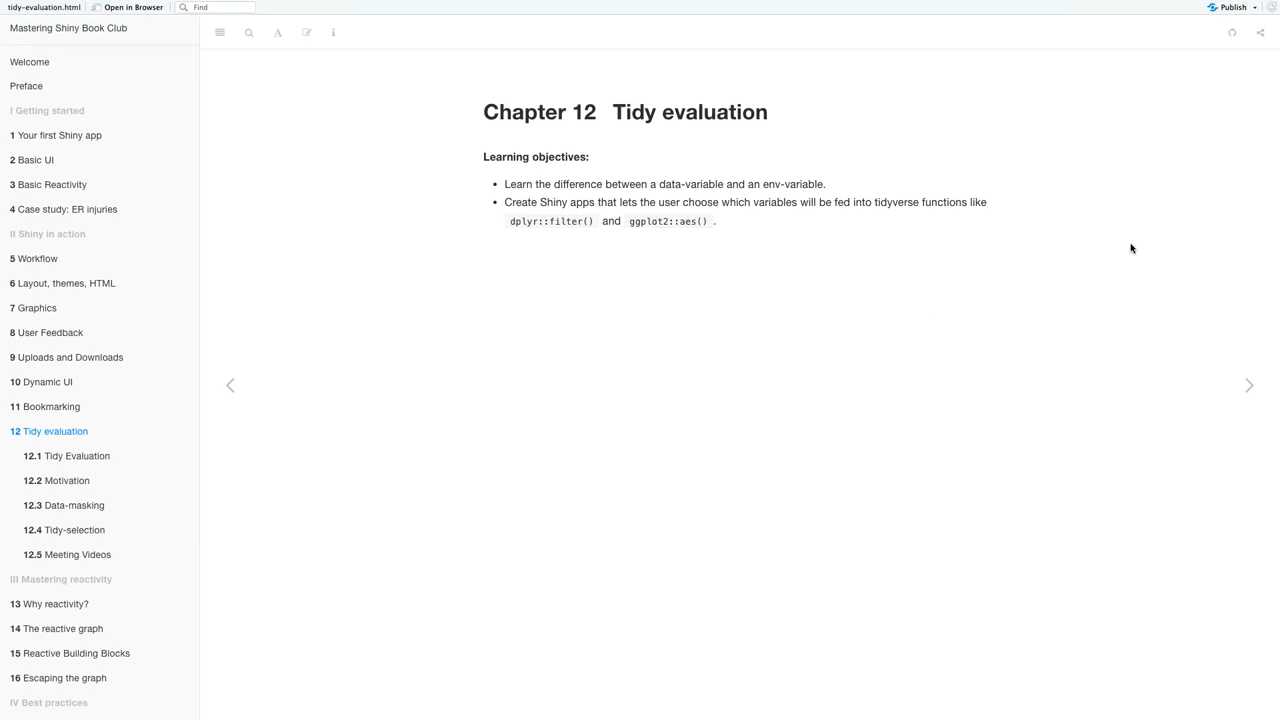 tidy-evaluation.html Open in Browser Find Publish
Mastering Shiny Book Club
Welcome
Preface
I Getting started
1 Your first Shiny app
2 Basic UI
3 Basic Reactivity
4 Case study: ER injuries
II Shiny in action
5 Workflow
6 Layout, themes, HTML
7 Graphics
8 User Feedback
9 Uploads and Downloads
10 Dynamic UI
11 Bookmarking
12 Tidy evaluation
12.1 Tidy Evaluation
12.2 Motivation
12.3 Data-masking
12.4 Tidy-selection
12.5 Meeting Videos
III Mastering reactivity
13 Why reactivity?
14 The reactive graph
15 Reactive Building Blocks
16 Escaping the graph
IV Best practices
Chapter 12 Tidy evaluation
Learning objectives:
• Learn the difference between a data-variable and an env-variable.
• Create Shiny apps that lets the user choose which variables will be fed into tidyverse functions like
dplyr::filter() and ggplot2::aes() .